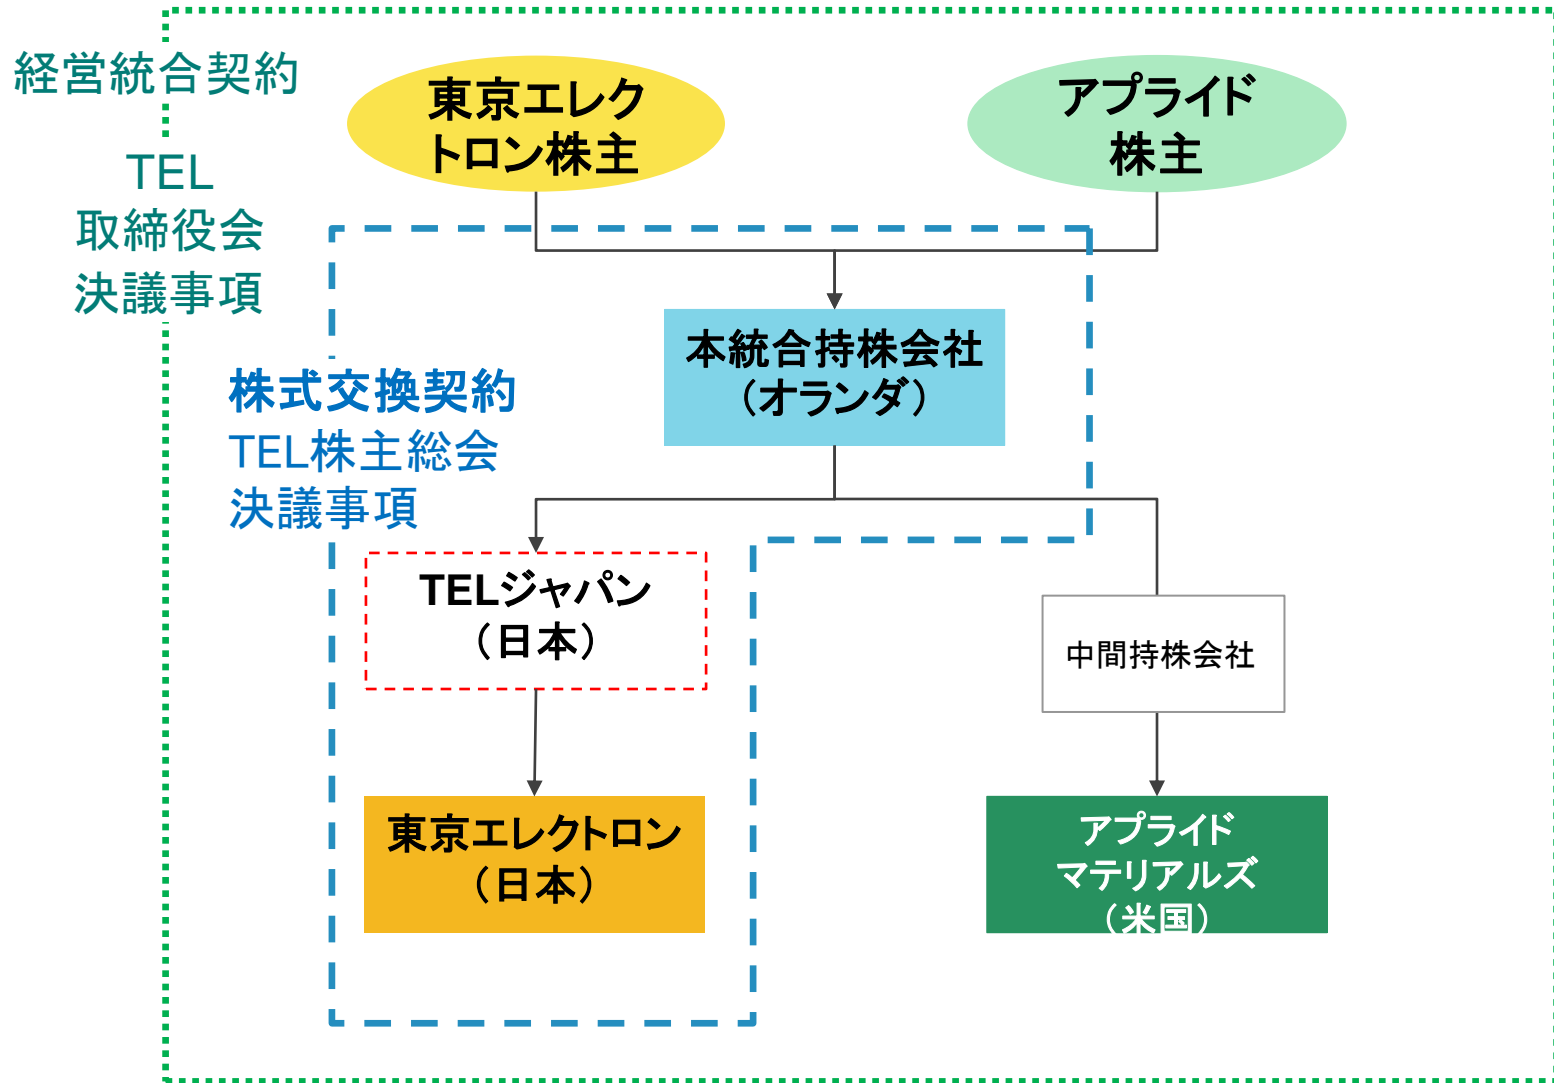 経営統合契約
TEL
取締役会
決議事項
東京エレク
トロン株主
アプライド
株主
本統合持株会社
（オランダ）
株式交換契約
TEL株主総会
決議事項
TELジャパン
（日本）
中間持株会社
東京エレクトロン
（日本）
アプライド
マテリアルズ
（米国）